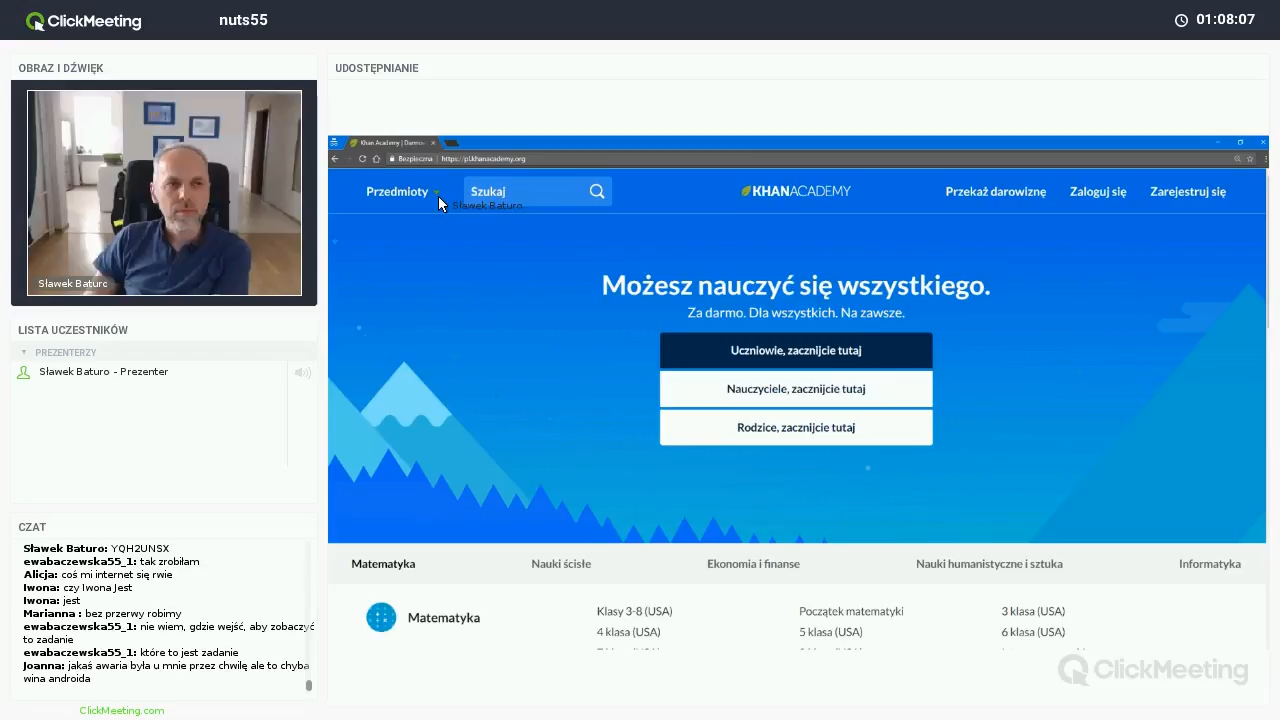 ClickMeeting
nuts55
01:08:07
OBRAZ I DŹWIĘK
Sławek Baturo
LISTA UCZESTNIKÓW
PREZENTERZY
Sławek Baturo - Prezenter
CZAT
Sławek Baturo: YQH2UNSX
ewabaczewska55_1: tak zrobiłam
Alicja: coś mi internet się rwie
Iwona: czy Iwona Jest
Iwona: jest
Marianna : bez przerwy robimy
ewabaczewska55_1: nie wiem, gdzie wejść, aby zobaczyć
to zadanie
ewabaczewska55_1: które to jest zadanie
Joanna: jakaś awaria była u mnie przez chwilę ale to chyba
wina androida
ClickMeeting.com
UDOSTĘPNIANIE
Khan Academy | Darmo
Bezpieczna https://pl.khanacademy.org
Przedmioty
Szukaj
Sławek Baturo
KHANACADEMY
Przekaż darowiznę
Zaloguj się
Zarejestruj się
Możesz nauczyć się wszystkiego.
Za darmo. Dla wszystkich. Na zawsze.
Uczniowie, zacznijcie tutaj
Nauczyciele, zacznijcie tutaj
Rodzice, zacznijcie tutaj
Matematyka
Nauki ścisłe
Ekonomia i finanse
Nauki humanistyczne i sztuka
Informatyka
Matematyka
Klasy 3-8 (USA)
Początek matematyki
3 klasa (USA)
4 klasa (USA)
5 klasa (USA)
6 klasa (USA)
ClickMeeting